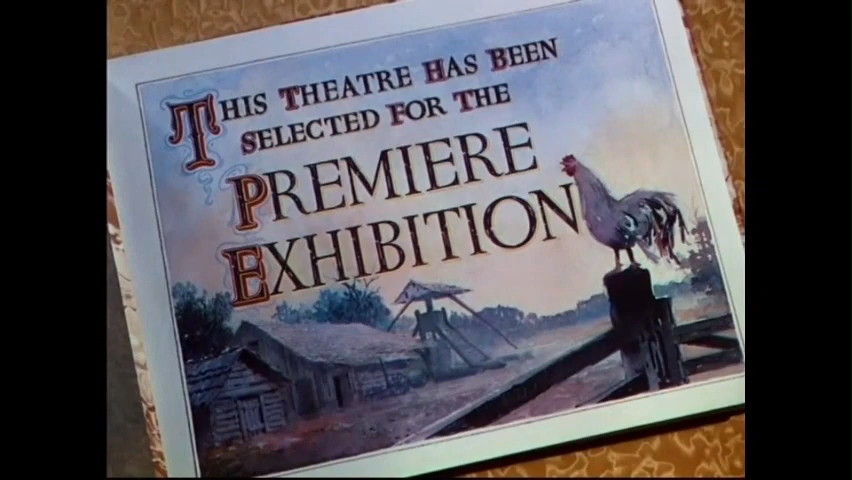 THIS THEATRE HAS BEEN
SELECTED FOR THE
PREMIERE
EXHIBITION